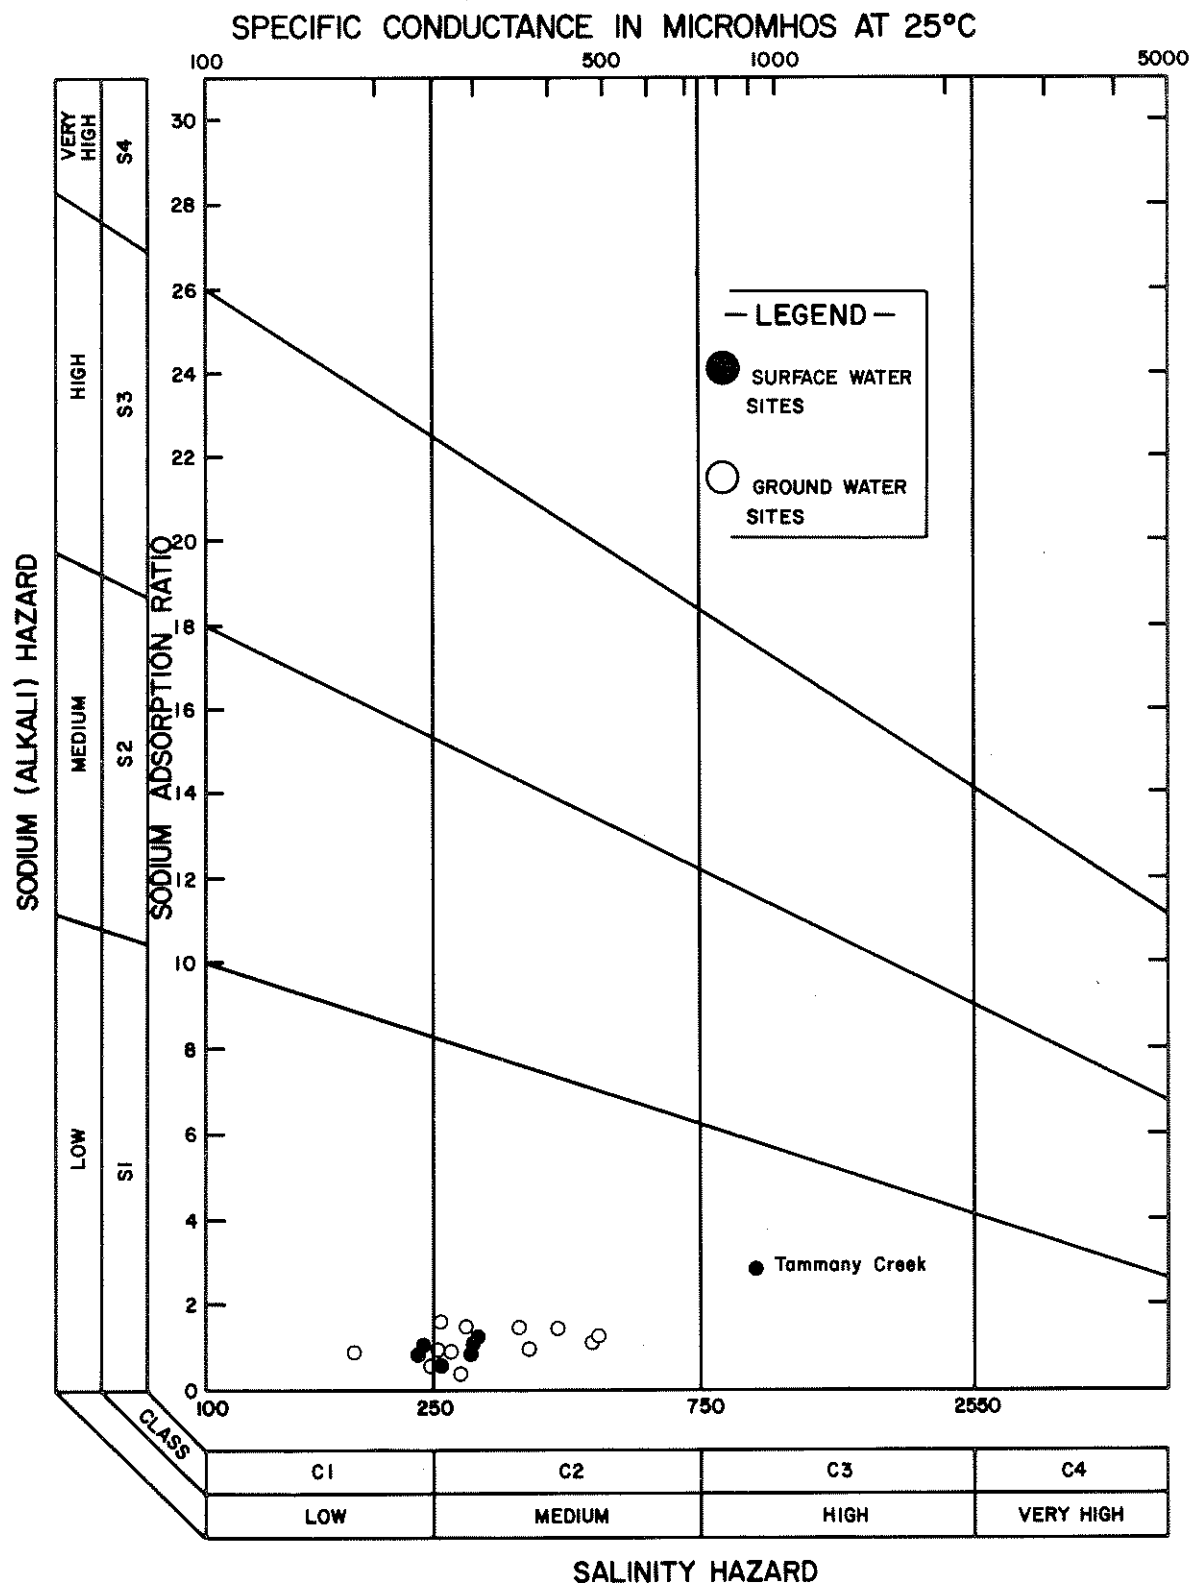 SPECIFIC CONDUCTANCE IN MICROMHOS AT 25°C
100 500 1000 5000
SODIUM (ALKALI) HAZARD
VERY HIGH
HIGH
MEDIUM
LOW
S4
S3
S2
S1
SODIUM ADSORPTION RATIO
30
28
26
24
22
20
18
16
14
12
10
8
6
4
2
0
— LEGEND —
SURFACE WATER
SITES
GROUND WATER
SITES
Tammany Creek
100 250 750 2550
CLASS
C1 C2 C3 C4
LOW MEDIUM HIGH VERY HIGH
SALINITY HAZARD